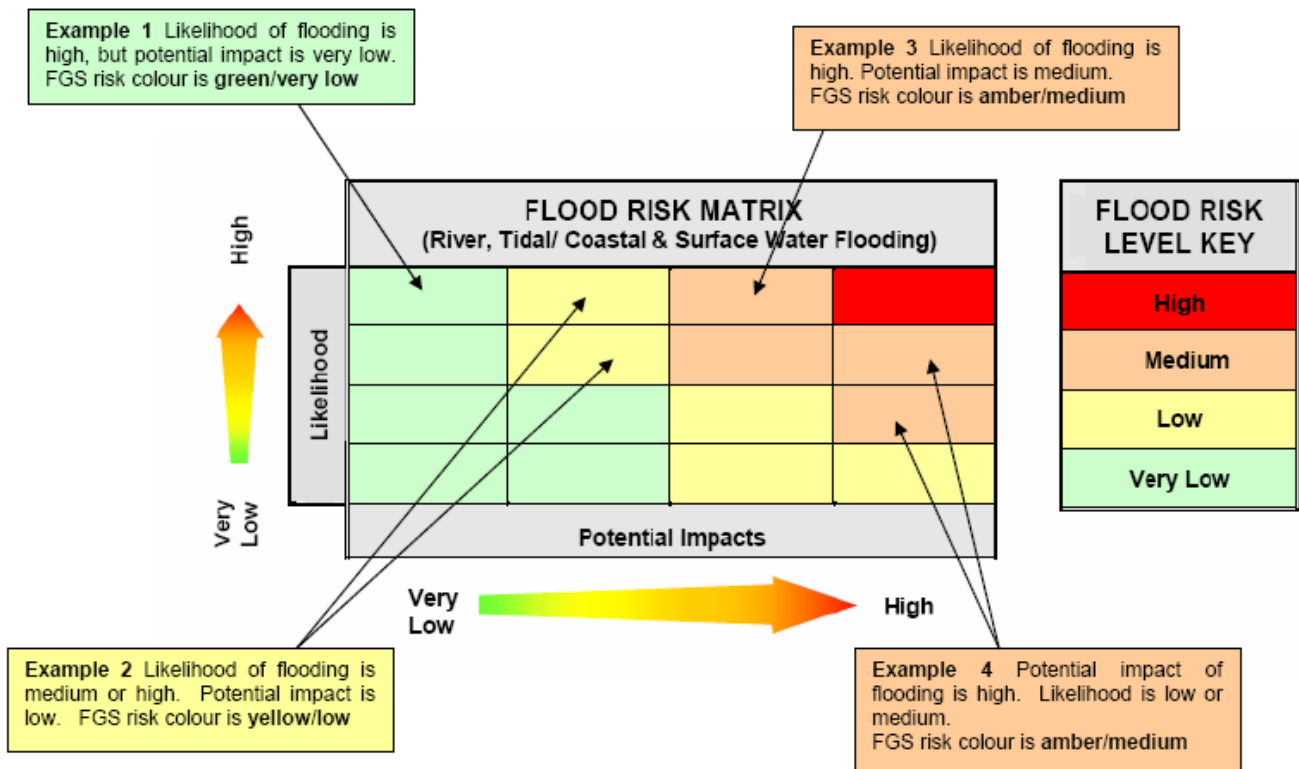 Example 1 Likelihood of flooding is
high, but potential impact is very low.
FGS risk colour is green/very low
Example 3 Likelihood of flooding is
high. Potential impact is medium.
FGS risk colour is amber/medium
FLOOD RISK MATRIX
(River, Tidal/ Coastal & Surface Water Flooding)
High
Likelihood
Very
Low
Potential Impacts
Very
Low
High
FLOOD RISK
LEVEL KEY
High
Medium
Low
Very Low
Example 2 Likelihood of flooding is
medium or high. Potential impact is
low. FGS risk colour is yellow/low
Example 4 Potential impact of
flooding is high. Likelihood is low or
medium.
FGS risk colour is amber/medium